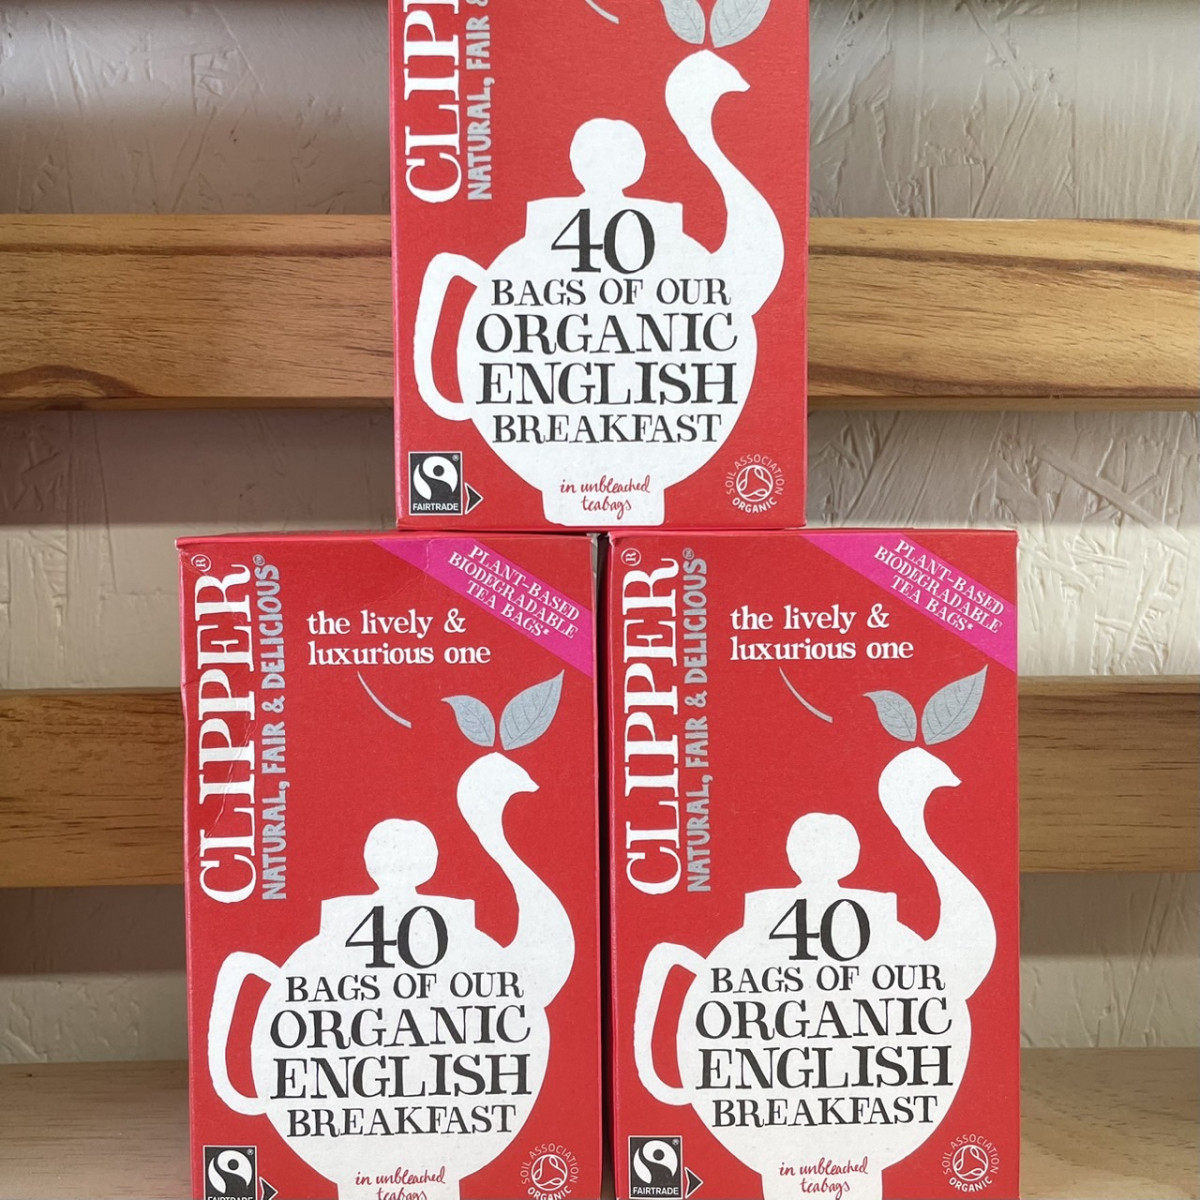 CLIPP
NATURAL, FAIR &
40
BAGS OF OUR
ORGANIC
ENGLISH
BREAKFAST
in unbleached
teabags
FAIRTRADE
SOIL ASSOCIATION
ORGANIC
CLIPPER®
NATURAL, FAIR & DELICIOUS®
the lively &
luxurious one
PLANT-BASED
BIODEGRADABLE
TEA BAGS*
40
BAGS OF OUR
ORGANIC
ENGLISH
BREAKFAST
in unbleached
teabags
FAIRTRADE
SOIL ASSOCIATION
ORGANIC
CLIPPER®
NATURAL, FAIR & DELICIOUS®
the lively &
luxurious one
PLANT-BASED
BIODEGRADABLE
TEA BAGS*
40
BAGS OF OUR
ORGANIC
ENGLISH
BREAKFAST
in unbleached
teabags
FAIRTRADE
SOIL ASSOCIATION
ORGANIC